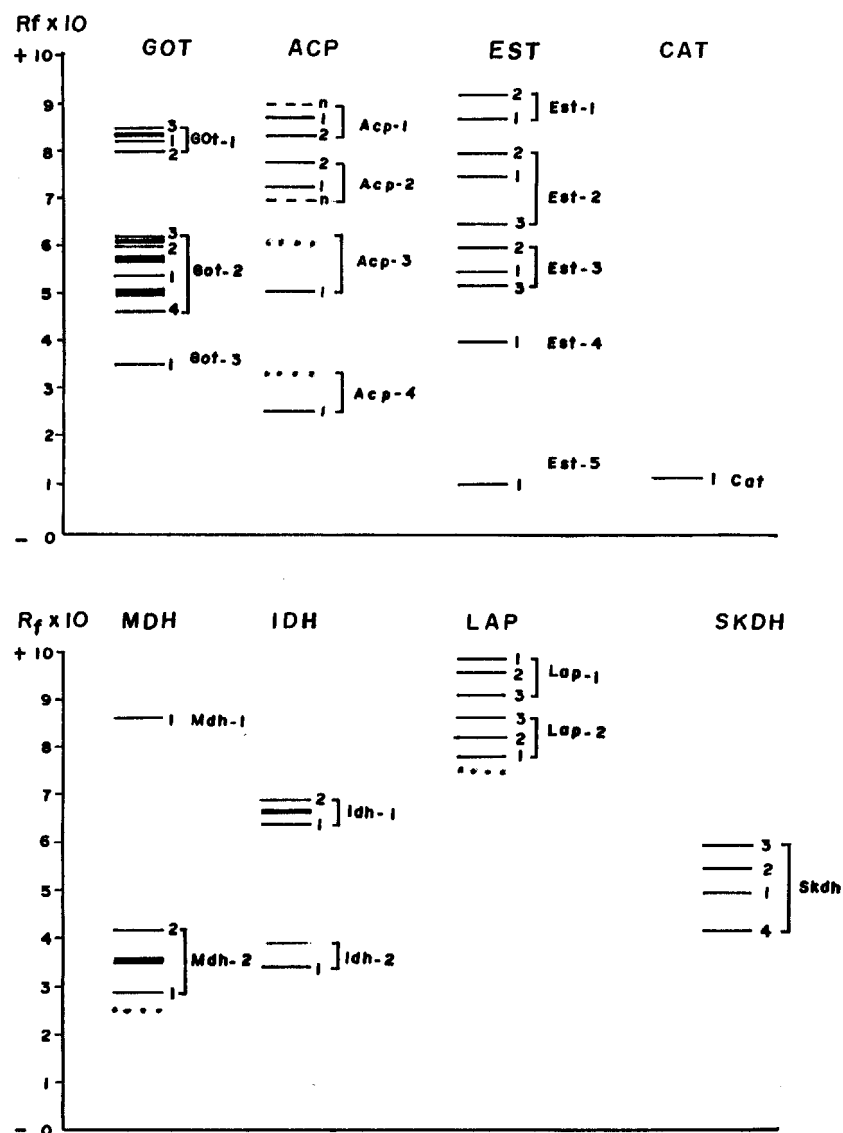 Rf x 10
GOT ACP EST CAT
+ 10
9
8
7
6
5
4
3
2
1
- 0
3
1 GOt-1
2
3
2
1 Got-2
4
1 Got-3
n
1 Acp-1
2
2
1 Acp-2
n
Acp-3
1
Acp-4
1
2 Est-1
1
2
1 Est-2
3
2
1 Est-3
3
1 Est-4
Est-5
1
1 Cat
Rf x 10
MDH IDH LAP SKDH
+ 10
9
8
7
6
5
4
3
2
1
- 0
1 Mdh-1
2
Mdh-2
1
2
Idh-1
1
Idh-2
1
1
2 Lap-1
3
3
2 Lap-2
1
3
2
1 Skdh
4